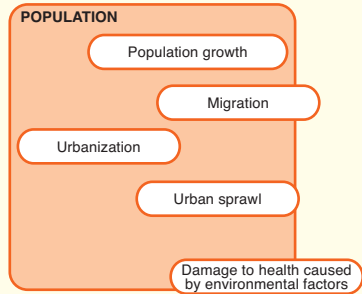 POPULATION
Population growth
Migration
Urbanization
Urban sprawl
Damage to health caused
by environmental factors